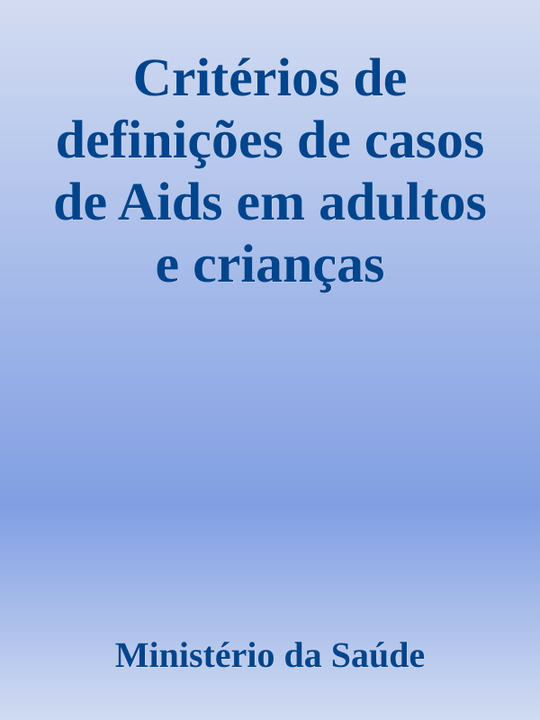 Critérios de
definições de casos
de Aids em adultos
e crianças
Ministério da Saúde